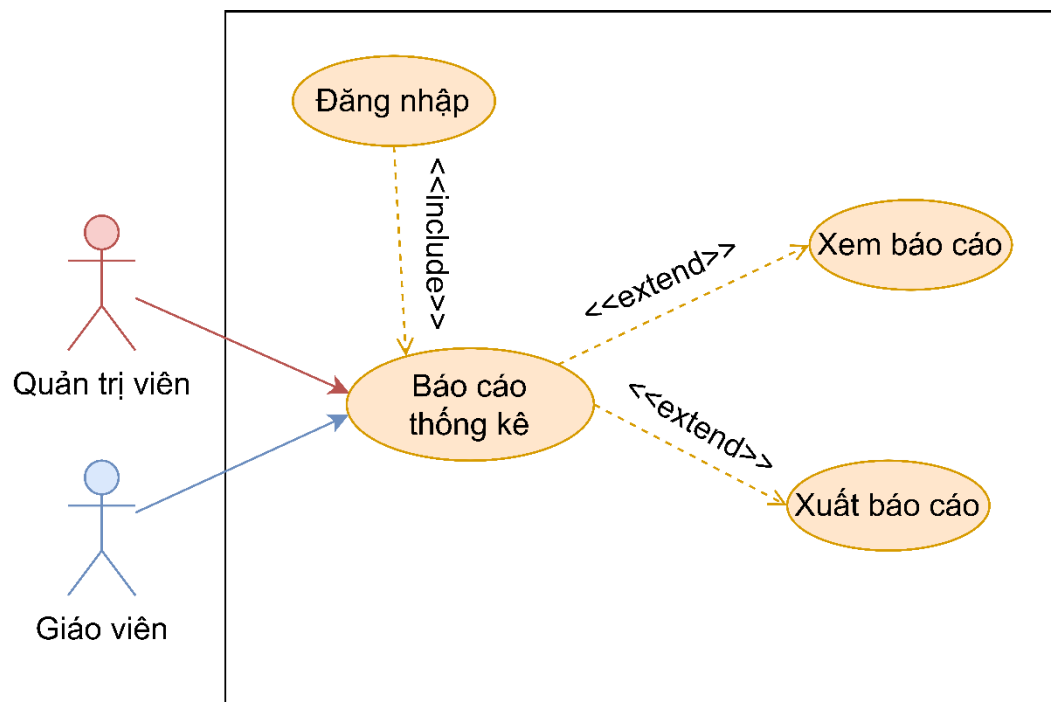 Đăng nhập
<<include>>
Xem báo cáo
<<extend>>
Quản trị viên
Báo cáo
thống kê
<<extend>>
Xuất báo cáo
Giáo viên